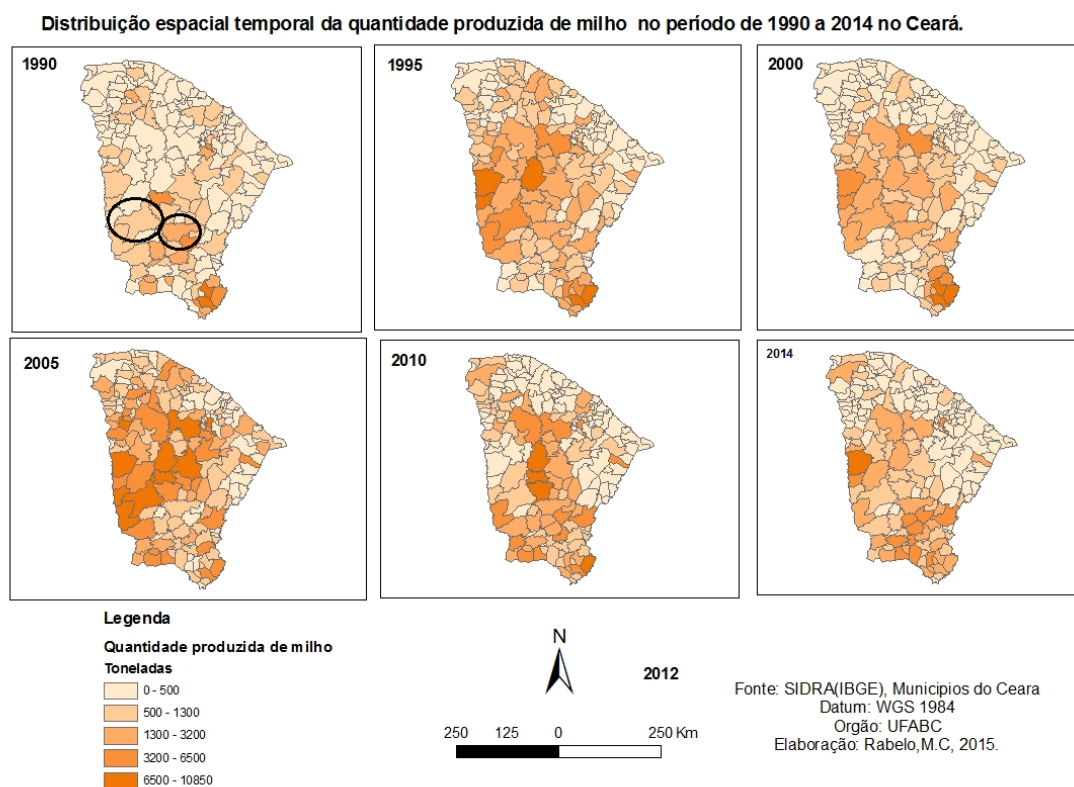 Distribuição espacial temporal da quantidade produzida de milho no período de 1990 a 2014 no Ceará.
1990
1995
2000
2005
2010
2014
Legenda
Quantidade produzida de milho
Toneladas
0 - 500
500 - 1300
1300 - 3200
3200 - 6500
6500 - 10850
N
2012
250 125 0 250 Km
Fonte: SIDRA(IBGE), Municipios do Ceara
Datum: WGS 1984
Orgão: UFABC
Elaboração: Rabelo,M.C, 2015.